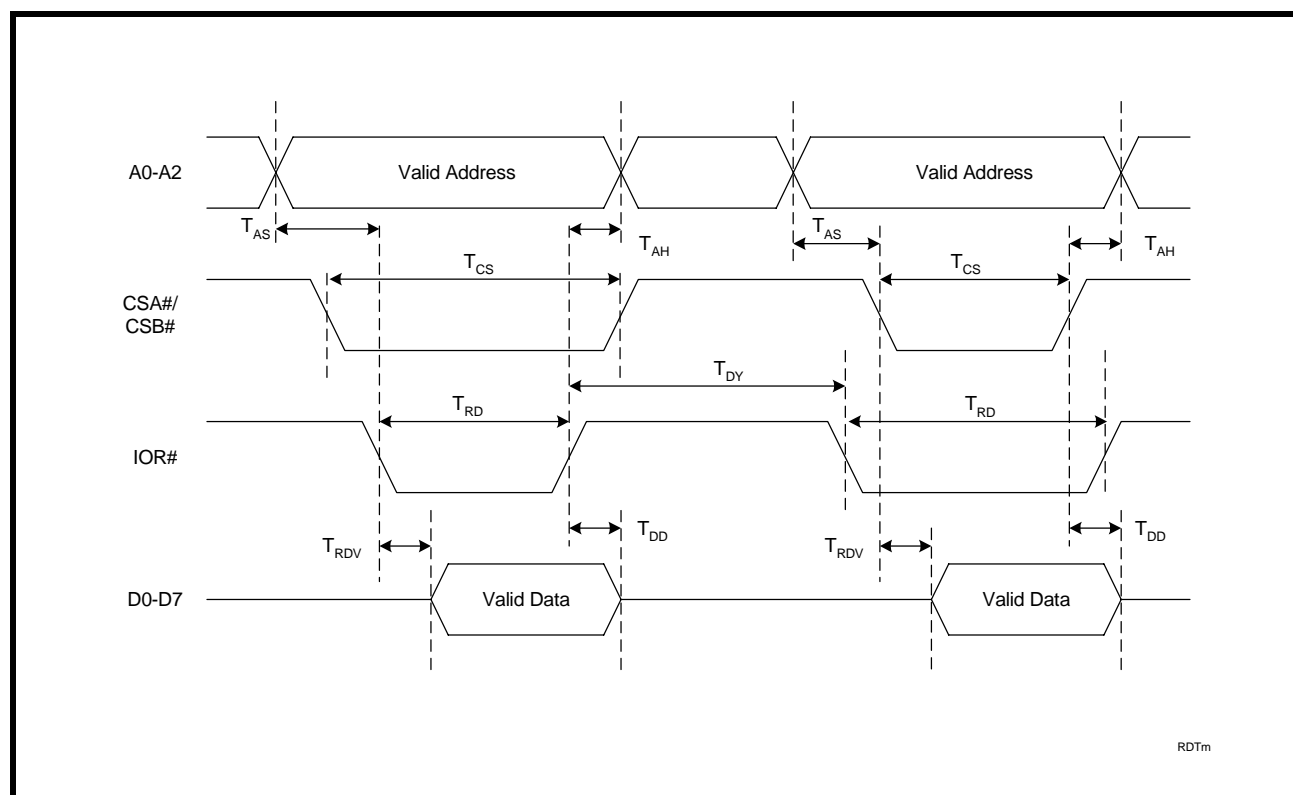 A0-A2
Valid Address
Valid Address
TAS
TAH
TAS
TAH
TCS
TCS
CSA#/
CSB#
TDY
TRD
TRD
IOR#
TRDV
TDD
TRDV
TDD
D0-D7
Valid Data
Valid Data
RDTm